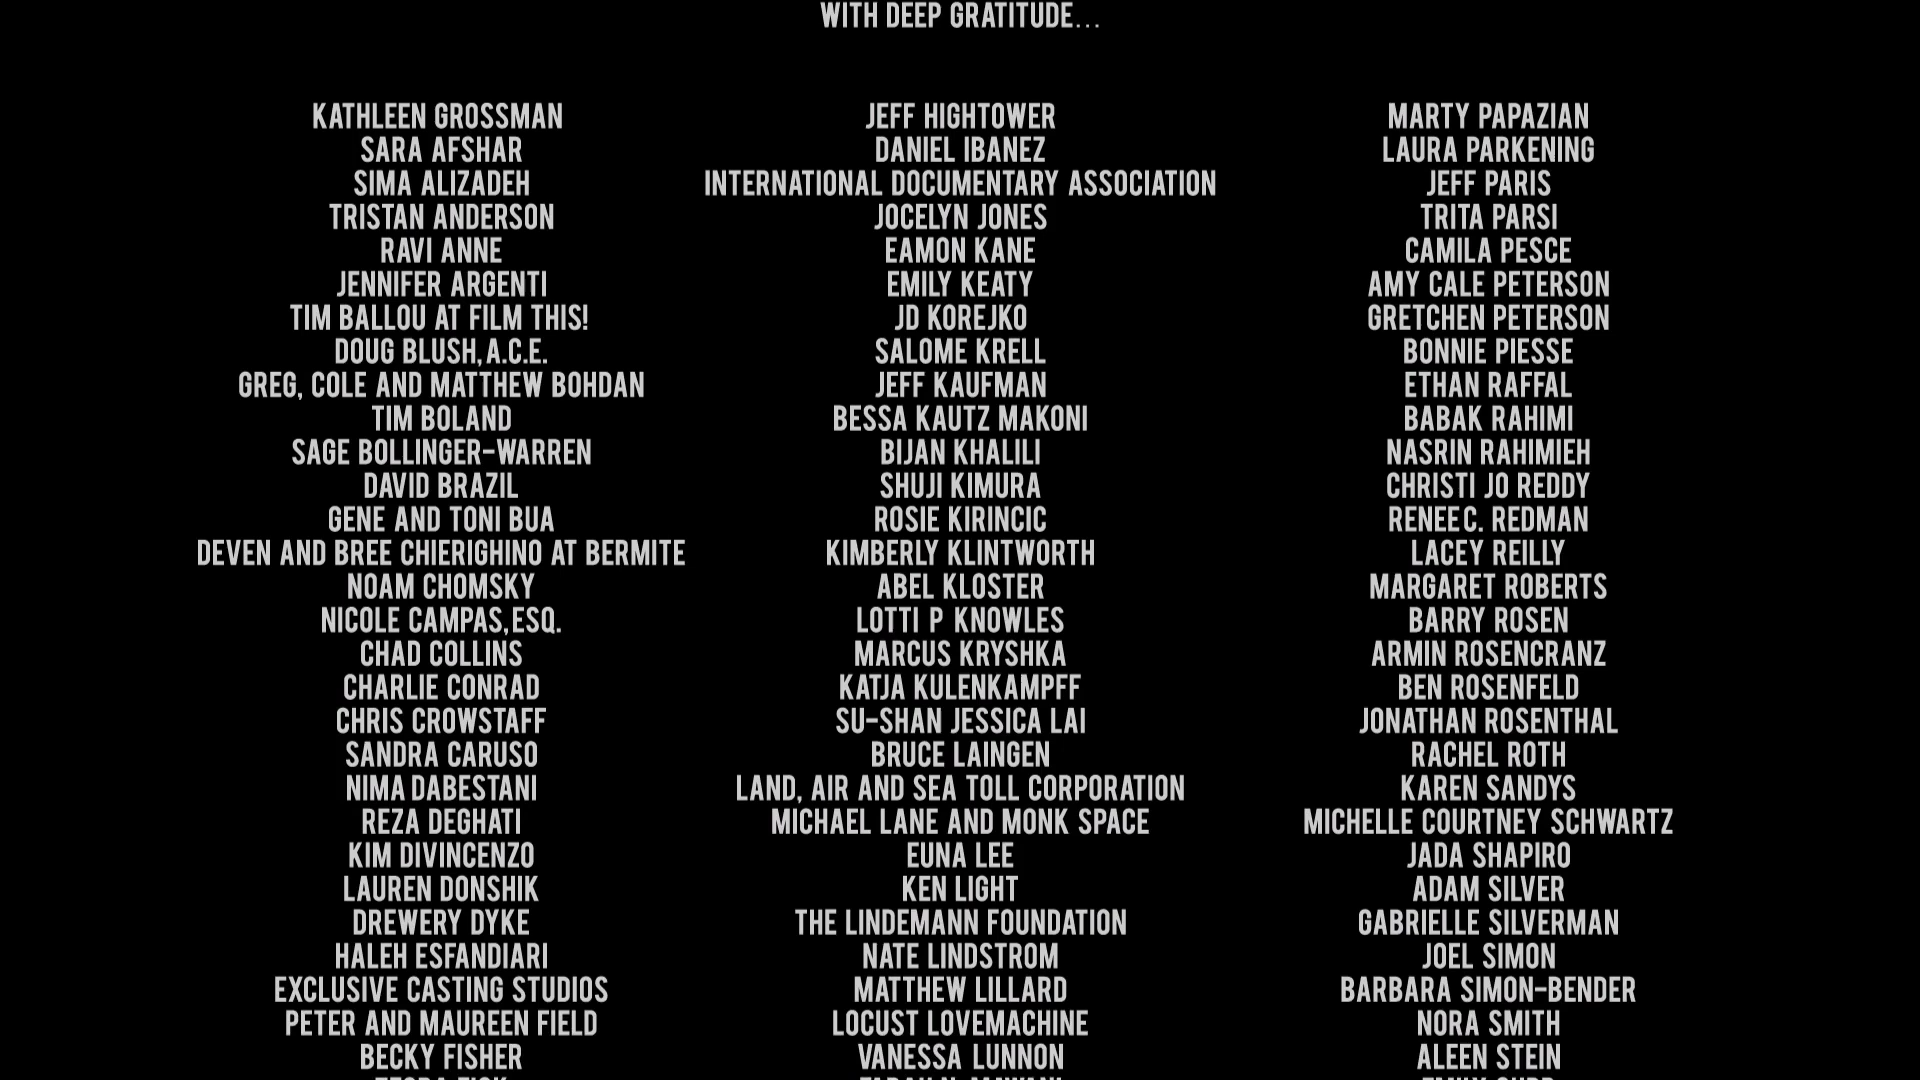 WITH DEEP GRATITUDE...
KATHLEEN GROSSMAN
SARA AFSHAR
SIMA ALIZADEH
TRISTAN ANDERSON
RAVI ANNE
JENNIFER ARGENTI
TIM BALLOU AT FILM THIS!
DOUG BLUSH, A.C.E.
GREG, COLE AND MATTHEW BOHDAN
TIM BOLAND
SAGE BOLLINGER-WARREN
DAVID BRAZIL
GENE AND TONI BUA
DEVEN AND BREE CHIERIGHINO AT BERMITE
NOAM CHOMSKY
NICOLE CAMPAS, ESQ.
CHAD COLLINS
CHARLIE CONRAD
CHRIS CROWSTAFF
SANDRA CARUSO
NIMA DABESTANI
REZA DEGHATI
KIM DIVINCENZO
LAUREN DONSHIK
DREWERY DYKE
HALEH ESFANDIARI
EXCLUSIVE CASTING STUDIOS
PETER AND MAUREEN FIELD
BECKY FISHER
JEFF HIGHTOWER
DANIEL IBANEZ
INTERNATIONAL DOCUMENTARY ASSOCIATION
JOCELYN JONES
EAMON KANE
EMILY KEATY
JD KOREJKO
SALOME KRELL
JEFF KAUFMAN
BESSA KAUTZ MAKONI
BIJAN KHALILI
SHUJI KIMURA
ROSIE KIRINCIC
KIMBERLY KLINTWORTH
ABEL KLOSTER
LOTTI P KNOWLES
MARCUS KRYSHKA
KATJA KULENKAMPFF
SU-SHAN JESSICA LAI
BRUCE LAINGEN
LAND, AIR AND SEA TOLL CORPORATION
MICHAEL LANE AND MONK SPACE
EUNA LEE
KEN LIGHT
THE LINDEMANN FOUNDATION
NATE LINDSTROM
MATTHEW LILLARD
LOCUST LOVEMACHINE
VANESSA LUNNON
MARTY PAPAZIAN
LAURA PARKENING
JEFF PARIS
TRITA PARSI
CAMILA PESCE
AMY CALE PETERSON
GRETCHEN PETERSON
BONNIE PIESSE
ETHAN RAFFAL
BABAK RAHIMI
NASRIN RAHIMIEH
CHRISTI JO REDDY
RENEE C. REDMAN
LACEY REILLY
MARGARET ROBERTS
BARRY ROSEN
ARMIN ROSENCRANZ
BEN ROSENFELD
JONATHAN ROSENTHAL
RACHEL ROTH
KAREN SANDYS
MICHELLE COURTNEY SCHWARTZ
JADA SHAPIRO
ADAM SILVER
GABRIELLE SILVERMAN
JOEL SIMON
BARBARA SIMON-BENDER
NORA SMITH
ALEEN STEIN